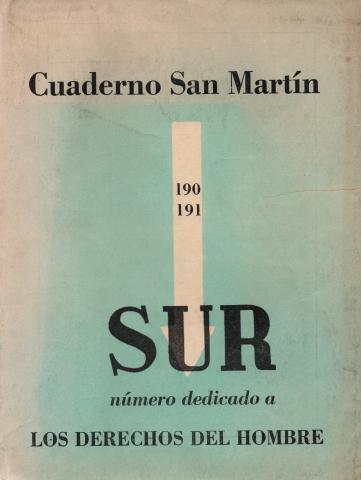 Cuaderno San Martín
190
191
SUR
número dedicado a
LOS DERECHOS DEL HOMBRE